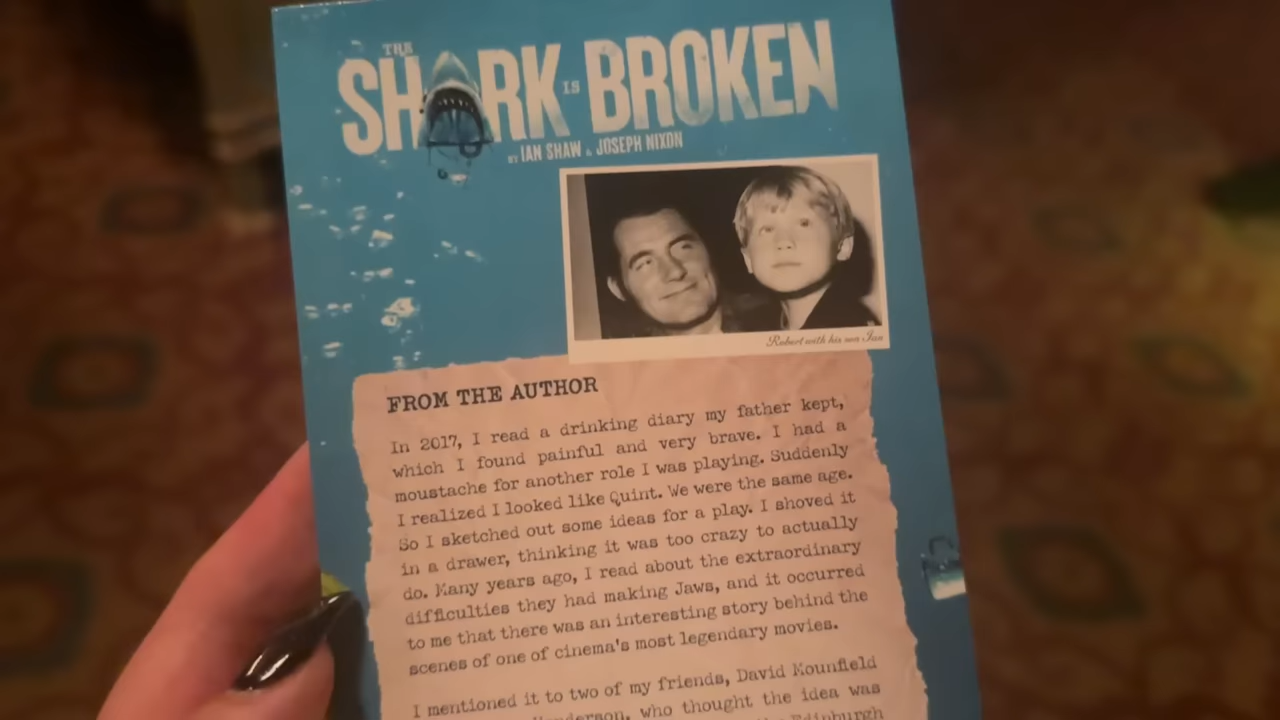 THE
SHARK IS BROKEN
BY IAN SHAW & JOSEPH NIXON
Robert with his son Ian
FROM THE AUTHOR
In 2017, I read a drinking diary my father kept,
which I found painful and very brave. I had a
moustache for another role I was playing. Suddenly
I realized I looked like Quint. We were the same age.
So I sketched out some ideas for a play. I shoved it
in a drawer, thinking it was too crazy to actually
do. Many years ago, I read about the extraordinary
difficulties they had making Jaws, and it occurred
to me that there was an interesting story behind the
scenes of one of cinema's most legendary movies.
I mentioned it to two of my friends, David Mounfield
who thought the idea was
Edinburgh